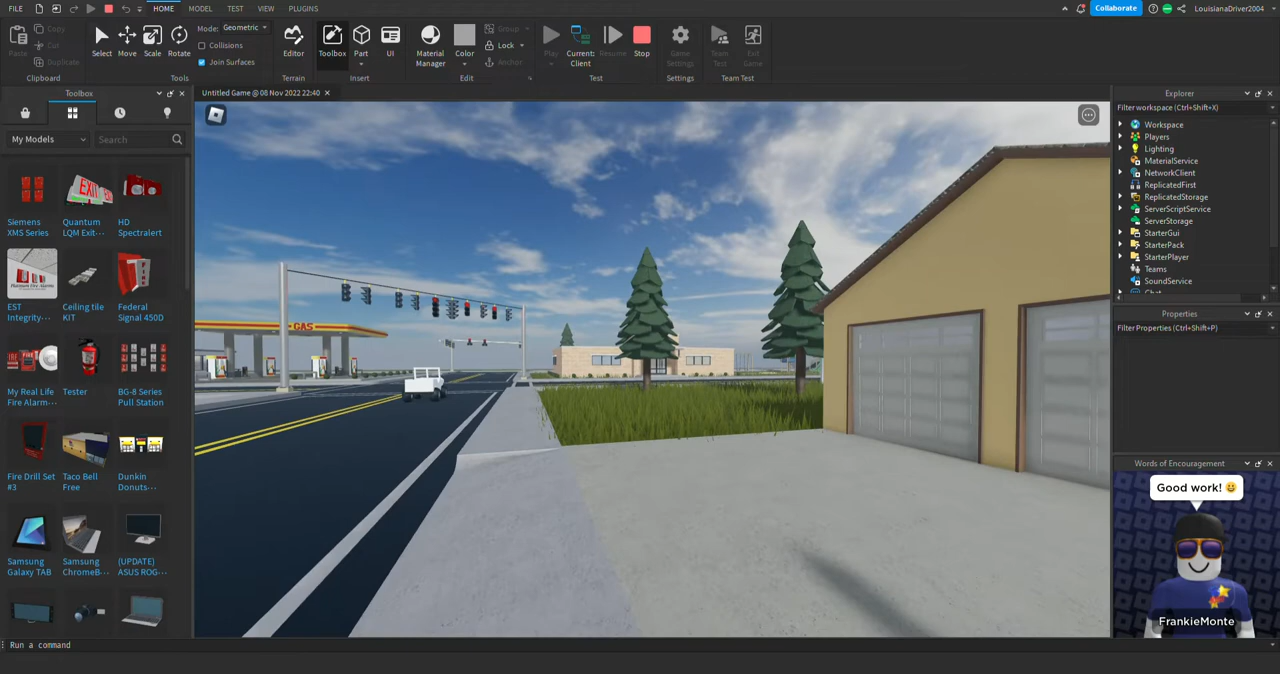 FILE HOME MODEL TEST VIEW PLUGINS Collaborate LouisianaDriver2004
Paste Copy Cut Duplicate Clipboard
Select Move Scale Rotate Mode: Geometric Collisions Join Surfaces Tools
Editor Terrain
Toolbox Part UI Insert
Material Manager Color Group Lock Anchor Edit
Play Current: Client Resume Stop Test
Game Settings Settings
Team Test Exit Game Team Test
Toolbox
My Models Search
Siemens XMS Series
Quantum LQM Exit-···
HD Spectralert
EST Integrity-···
Ceiling tile KIT
Federal Signal 450D
My Real Life Fire Alarm-···
Tester
BG-8 Series Pull Station
Fire Drill Set #3
Taco Bell Free
Dunkin Donuts-···
Samsung Galaxy TAB
Samsung ChromeB-···
(UPDATE) ASUS ROG-···
Untitled Game @ 08 Nov 2022 22:40
EXIT
FIRE
GAS
Explorer
Filter workspace (Ctrl+Shift+X)
Workspace
Players
Lighting
MaterialService
NetworkClient
ReplicatedFirst
ReplicatedStorage
ServerScriptService
ServerStorage
StarterGui
StarterPack
StarterPlayer
Teams
SoundService
Properties
Filter Properties (Ctrl+Shift+P)
Words of Encouragement
Good work! 😃
FrankieMonte
Run a command